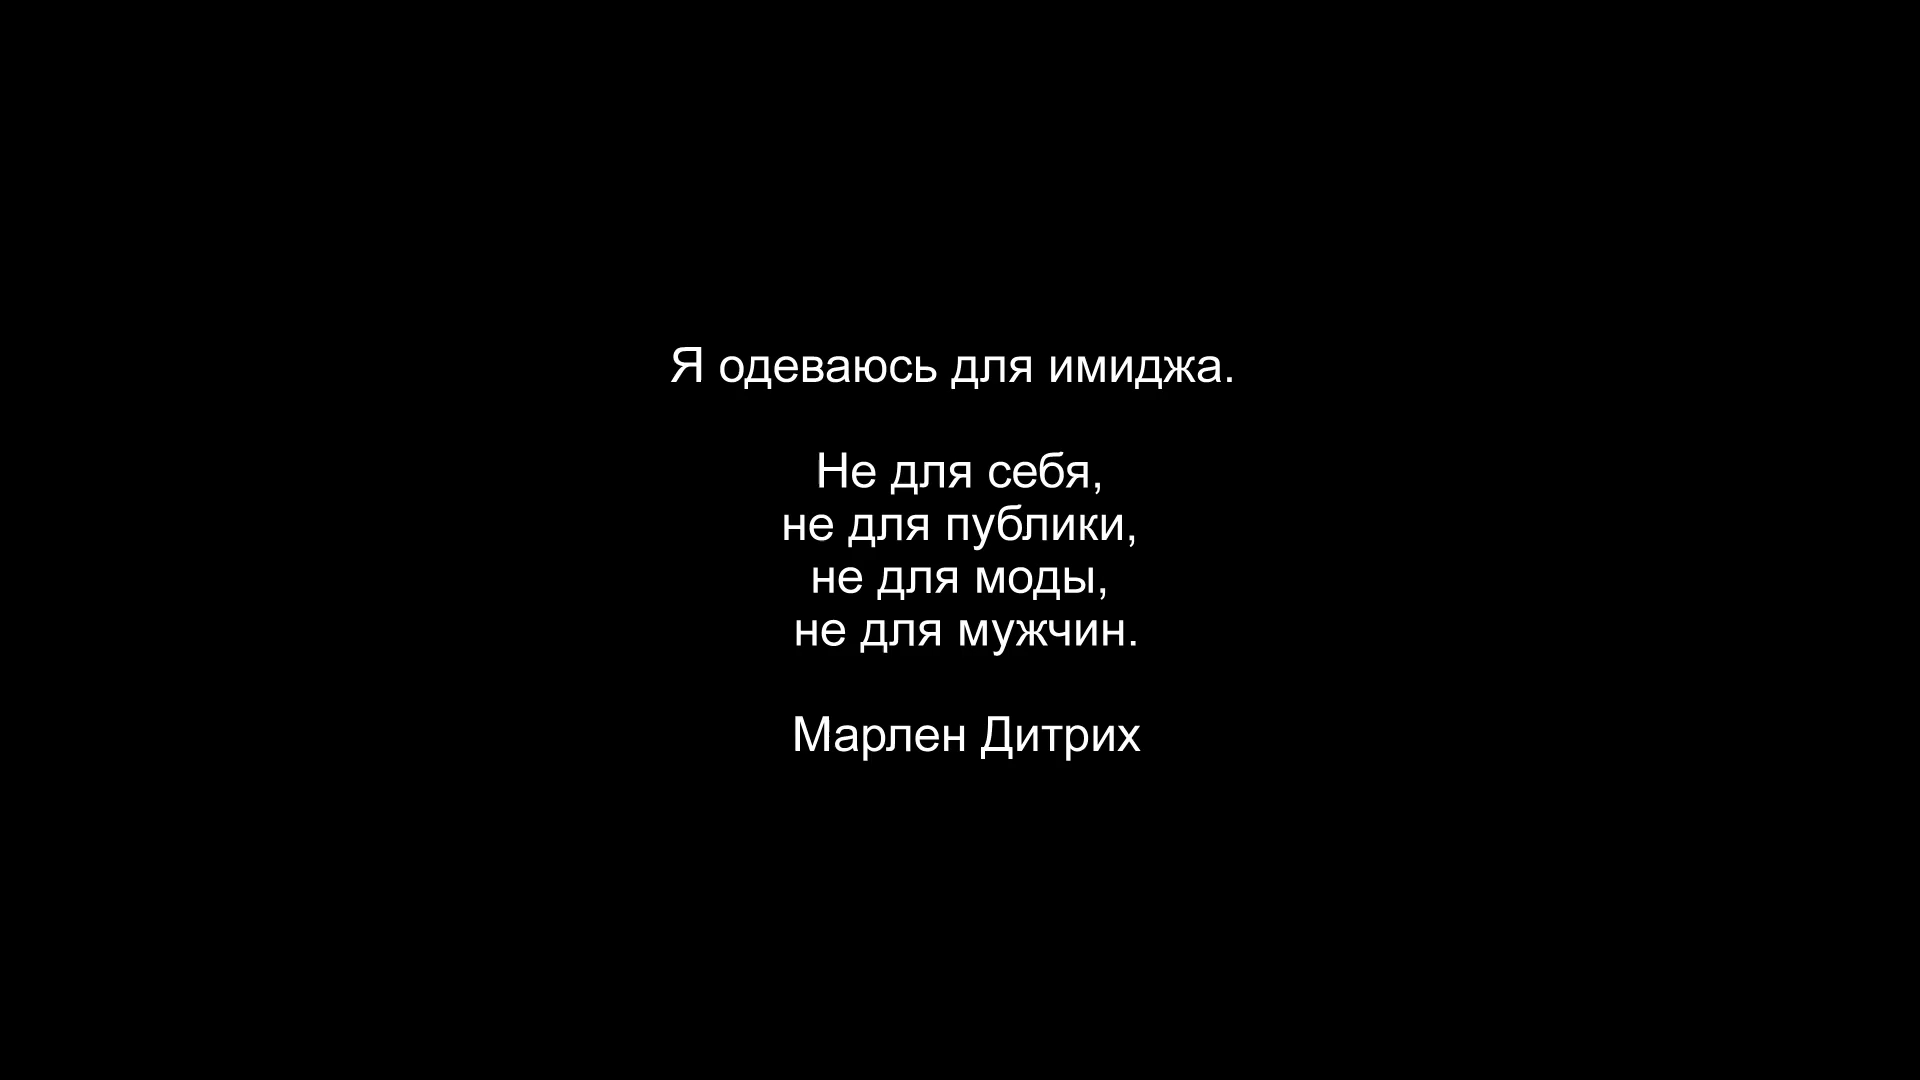 Я одеваюсь для имиджа.
Не для себя,
не для публики,
не для моды,
не для мужчин.
Марлен Дитрих